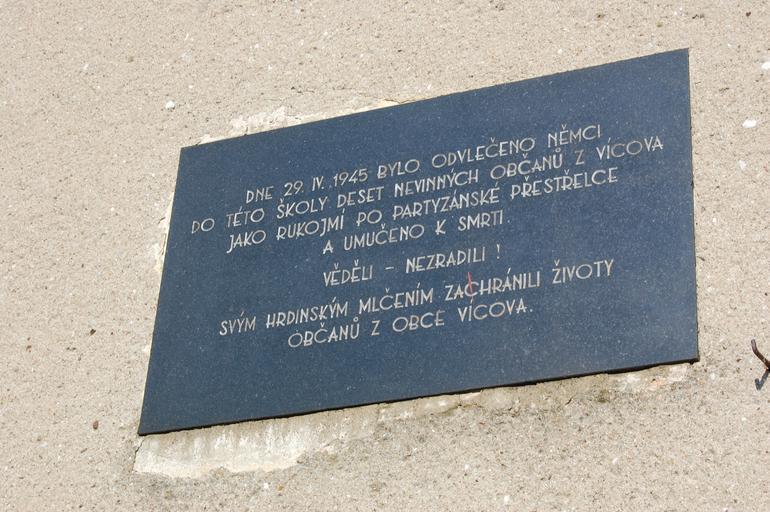 DNE 29. IV. 1945 BYLO ODVLEČENO NĚMCI
DO TÉTO ŠKOLY DESET NEVINNÝCH OBČANŮ Z VÍCOVA
JAKO RUKOJMÍ PO PARTYZÁNSKÉ PŘESTŘELCE
A UMUČENO K SMRTI.
VĚDĚLI - NEZRADILI !
SVÝM HRDINSKÝM MLČENÍM ZACHRÁNILI ŽIVOTY
OBČANŮ Z OBCE VÍCOVA.